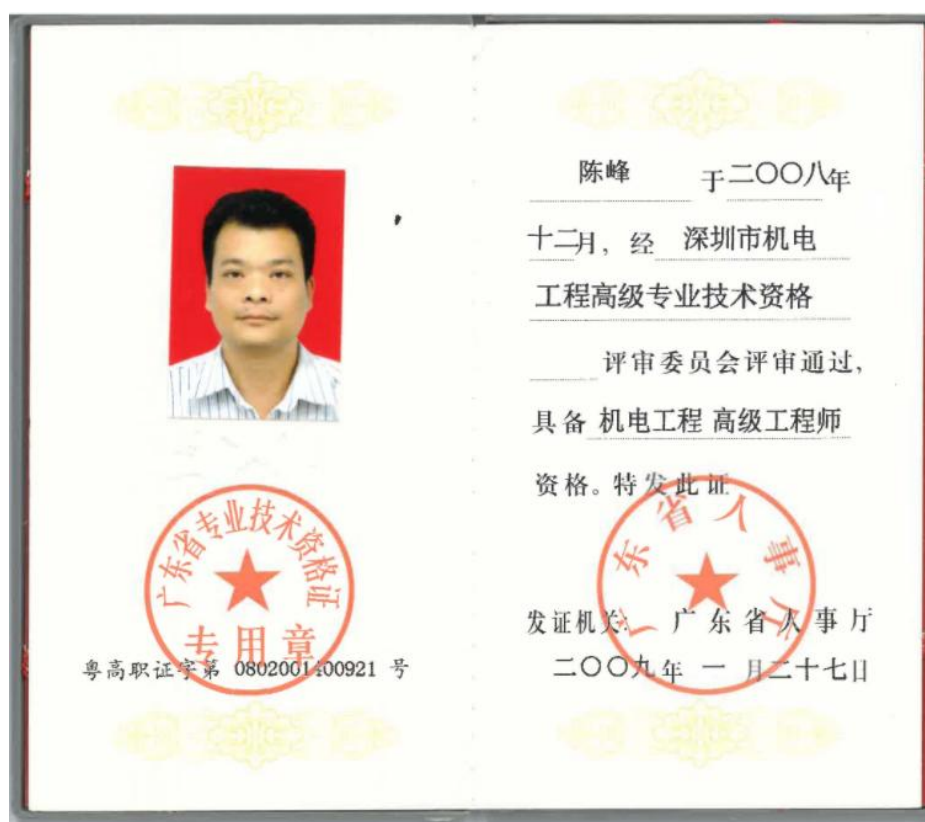 广东省专业技术资格证
专用章
粤高职证字第 0802001400921 号
陈峰 于二〇〇八年
十二月，经 深圳市机电
工程高级专业技术资格
评审委员会评审通过，
具备 机电工程 高级工程师
资格。特发此证
广东省人事厅
发证机关： 广东省人事厅
二〇〇九年 一 月二十七日